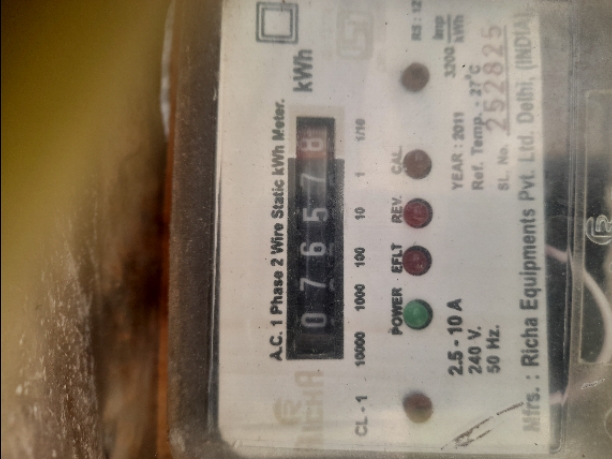 A.C. 1 Phase 2 Wire Static kWh Meter.
0 7 6 5 7 8 kWh
10000 1000 100 10 1 1/10
CL - 1
POWER EFLT REV. CAL.
3200 Imp/kWh
2.5 - 10 A
240 V.
50 Hz.
YEAR : 2011
Ref. Temp. - 27°C
SL. No. 252825
Mfrs. : Richa Equipments Pvt. Ltd. Delhi, (INDIA)
RICHA